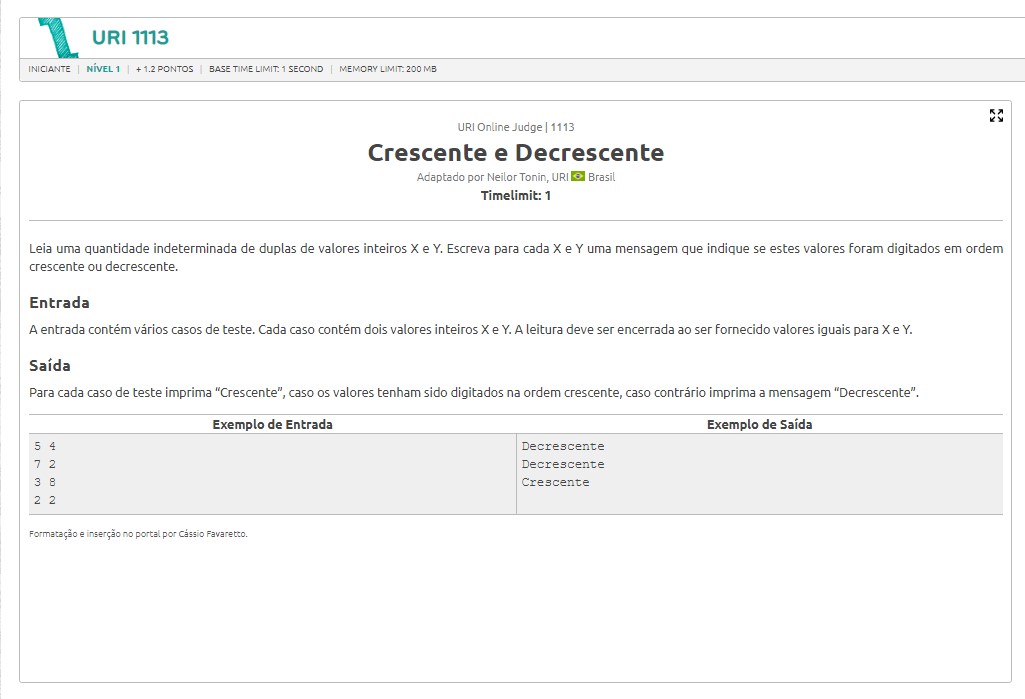 URI 1113
INICIANTE | NÍVEL 1 | + 1.2 PONTOS | BASE TIME LIMIT: 1 SECOND | MEMORY LIMIT: 200 MB
URI Online Judge | 1113
Crescente e Decrescente
Adaptado por Neilor Tonin, URI Brasil
Timelimit: 1
Leia uma quantidade indeterminada de duplas de valores inteiros X e Y. Escreva para cada X e Y uma mensagem que indique se estes valores foram digitados em ordem
crescente ou decrescente.
Entrada
A entrada contém vários casos de teste. Cada caso contém dois valores inteiros X e Y. A leitura deve ser encerrada ao ser fornecido valores iguais para X e Y.
Saída
Para cada caso de teste imprima “Crescente”, caso os valores tenham sido digitados na ordem crescente, caso contrário imprima a mensagem “Decrescente”.
Exemplo de Entrada Exemplo de Saída
5 4 Decrescente
7 2 Decrescente
3 8 Crescente
2 2
Formatação e inserção no portal por Cássio Favaretto.